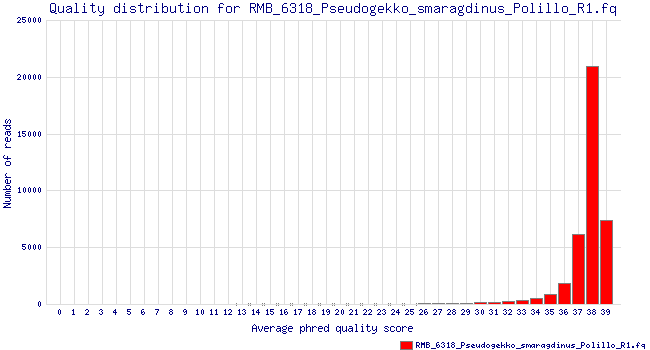 Quality distribution for RMB_6318_Pseudogekko_smaragdinus_Polillo_R1.fq
25000
20000
15000
10000
5000
0
Number of reads
0 1 2 3 4 5 6 7 8 9 10 11 12 13 14 15 16 17 18 19 20 21 22 23 24 25 26 27 28 29 30 31 32 33 34 35 36 37 38 39
Average phred quality score
RMB_6318_Pseudogekko_smaragdinus_Polillo_R1.fq